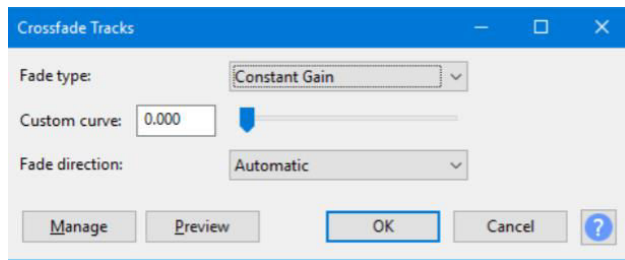 Crossfade Tracks
Fade type: Constant Gain
Custom curve: 0.000
Fade direction: Automatic
Manage Preview OK Cancel ?